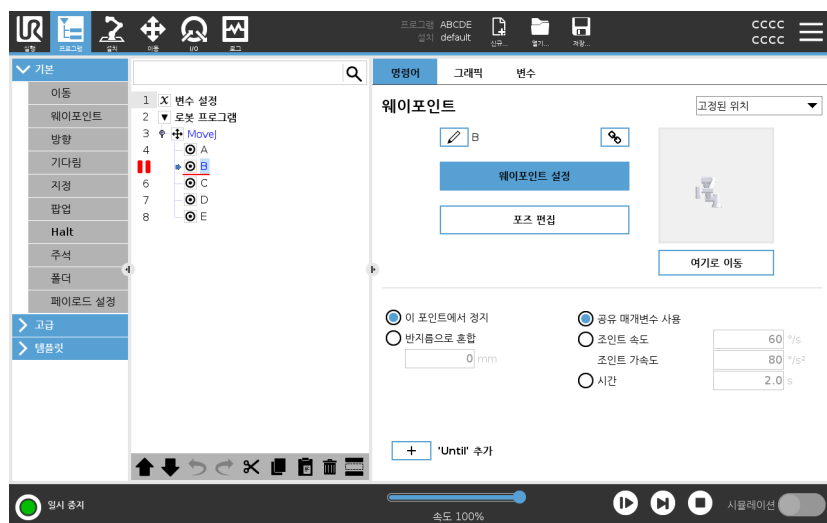 UR
실행
프로그램
설치
이동
I/O
로그
프로그램 ABCDE
설치 default
신규...
열기...
저장...
CCCC
CCCC
기본
이동
웨이포인트
방향
기다림
지정
팝업
Halt
주석
폴더
페이로드 설정
고급
템플릿
1 X 변수 설정
2 ▼ 로봇 프로그램
3 MoveJ
4 A
B
6 C
7 D
8 E
명령어 그래픽 변수
웨이포인트
고정된 위치
B
웨이포인트 설정
포즈 편집
여기로 이동
이 포인트에서 정지
반지름으로 혼합
0 mm
공유 매개변수 사용
조인트 속도 60 °/s
조인트 가속도 80 °/s²
시간 2.0 s
+ 'Until' 추가
일시 중지
속도 100%
시뮬레이션